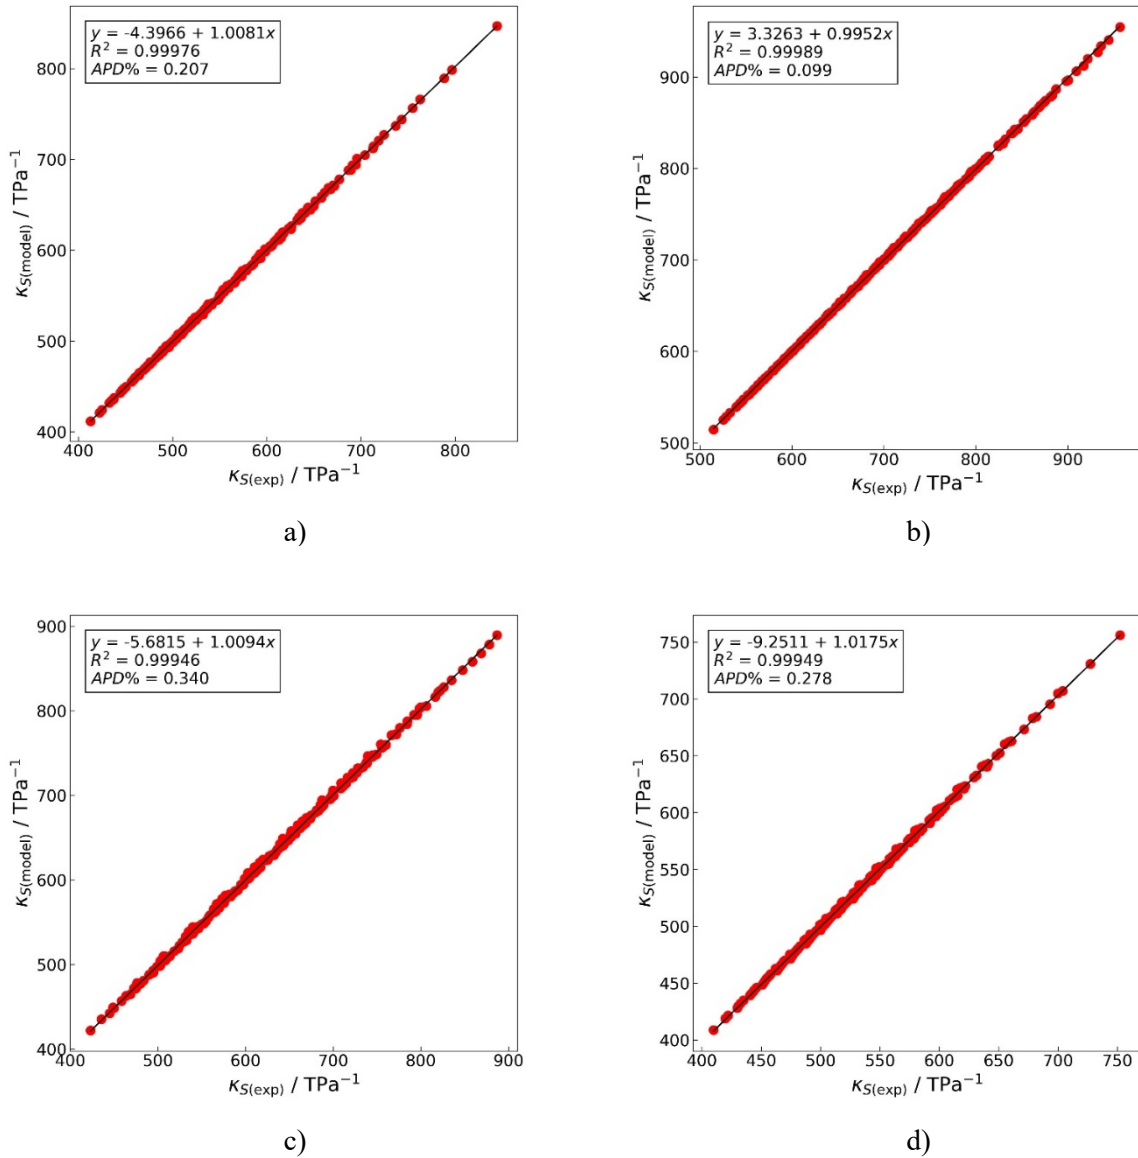 y = -4.3966 + 1.0081x
R² = 0.99976
APD% = 0.207
800
700
600
500
400
κS(model) / TPa⁻¹
400 500 600 700 800
κS(exp) / TPa⁻¹
a)
y = 3.3263 + 0.9952x
R² = 0.99989
APD% = 0.099
900
800
700
600
500
κS(model) / TPa⁻¹
500 600 700 800 900
κS(exp) / TPa⁻¹
b)
y = -5.6815 + 1.0094x
R² = 0.99946
APD% = 0.340
900
800
700
600
500
400
κS(model) / TPa⁻¹
400 500 600 700 800 900
κS(exp) / TPa⁻¹
c)
y = -9.2511 + 1.0175x
R² = 0.99949
APD% = 0.278
750
700
650
600
550
500
450
400
κS(model) / TPa⁻¹
400 450 500 550 600 650 700 750
κS(exp) / TPa⁻¹
d)